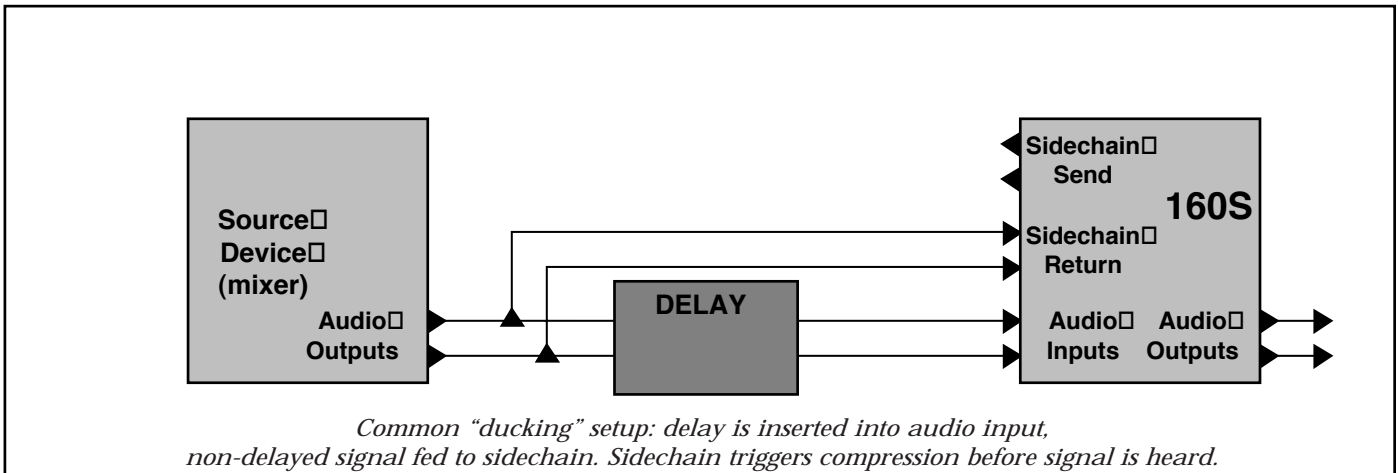 Sidechain
Send
160S
Source
Device
(mixer)
Sidechain
Return
DELAY
Audio
Outputs
Audio
Inputs
Audio
Outputs
Common “ducking” setup: delay is inserted into audio input,
non-delayed signal fed to sidechain. Sidechain triggers compression before signal is heard.